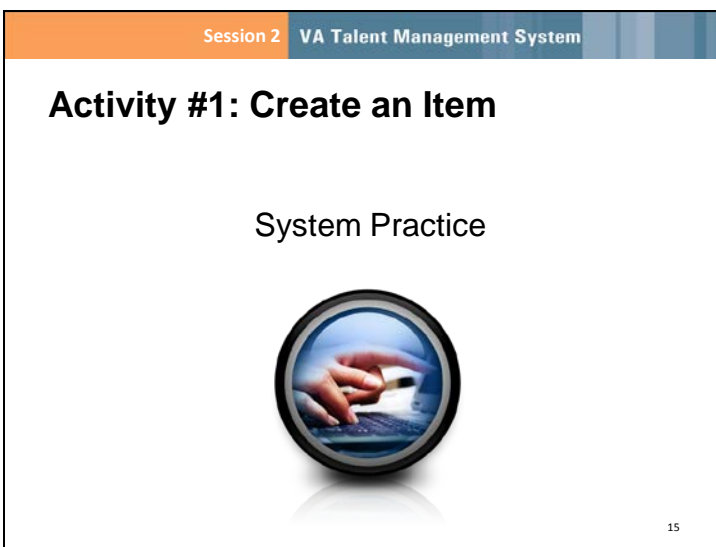 Session 2 VA Talent Management System
Activity #1: Create an Item
System Practice
15